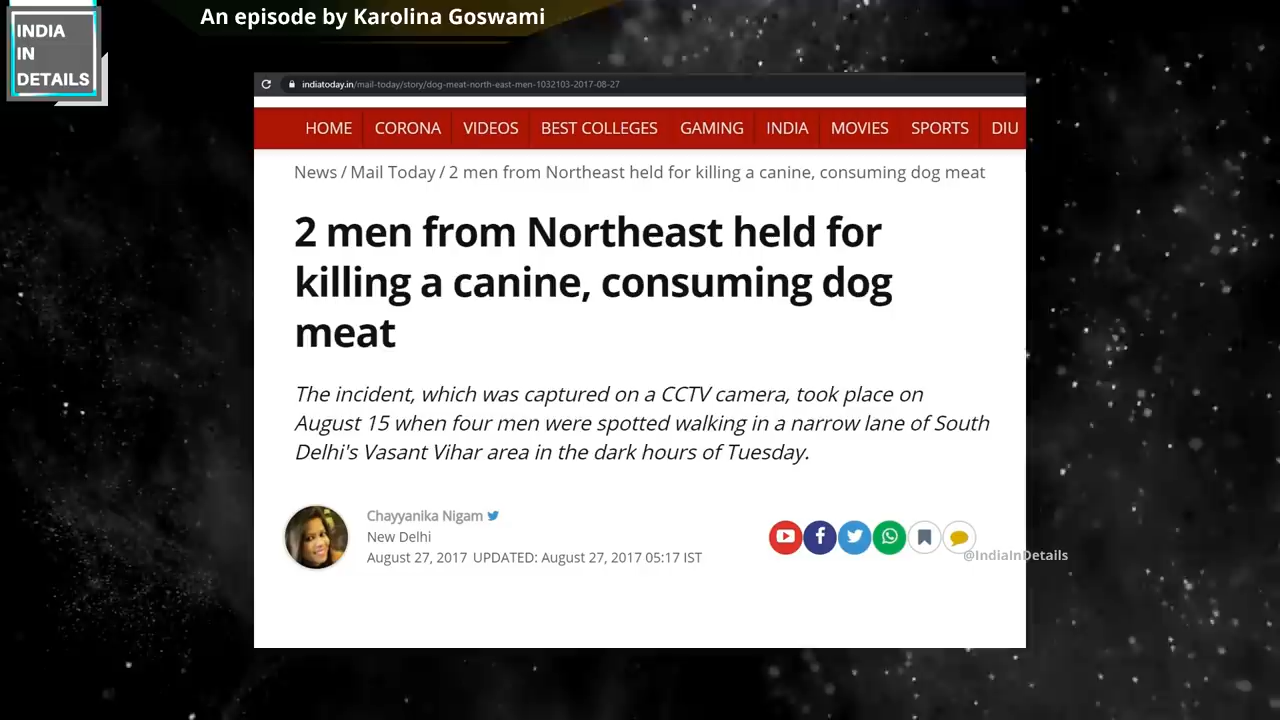 An episode by Karolina Goswami
INDIA
IN
DETAILS
indiatoday.in/mail-today/story/dog-meat-north-east-men-1032103-2017-08-27
HOME CORONA VIDEOS BEST COLLEGES GAMING INDIA MOVIES SPORTS DIU
News / Mail Today / 2 men from Northeast held for killing a canine, consuming dog meat
2 men from Northeast held for
killing a canine, consuming dog
meat
The incident, which was captured on a CCTV camera, took place on
August 15 when four men were spotted walking in a narrow lane of South
Delhi's Vasant Vihar area in the dark hours of Tuesday.
Chayyanika Nigam
New Delhi
August 27, 2017 UPDATED: August 27, 2017 05:17 IST
@IndiaInDetails